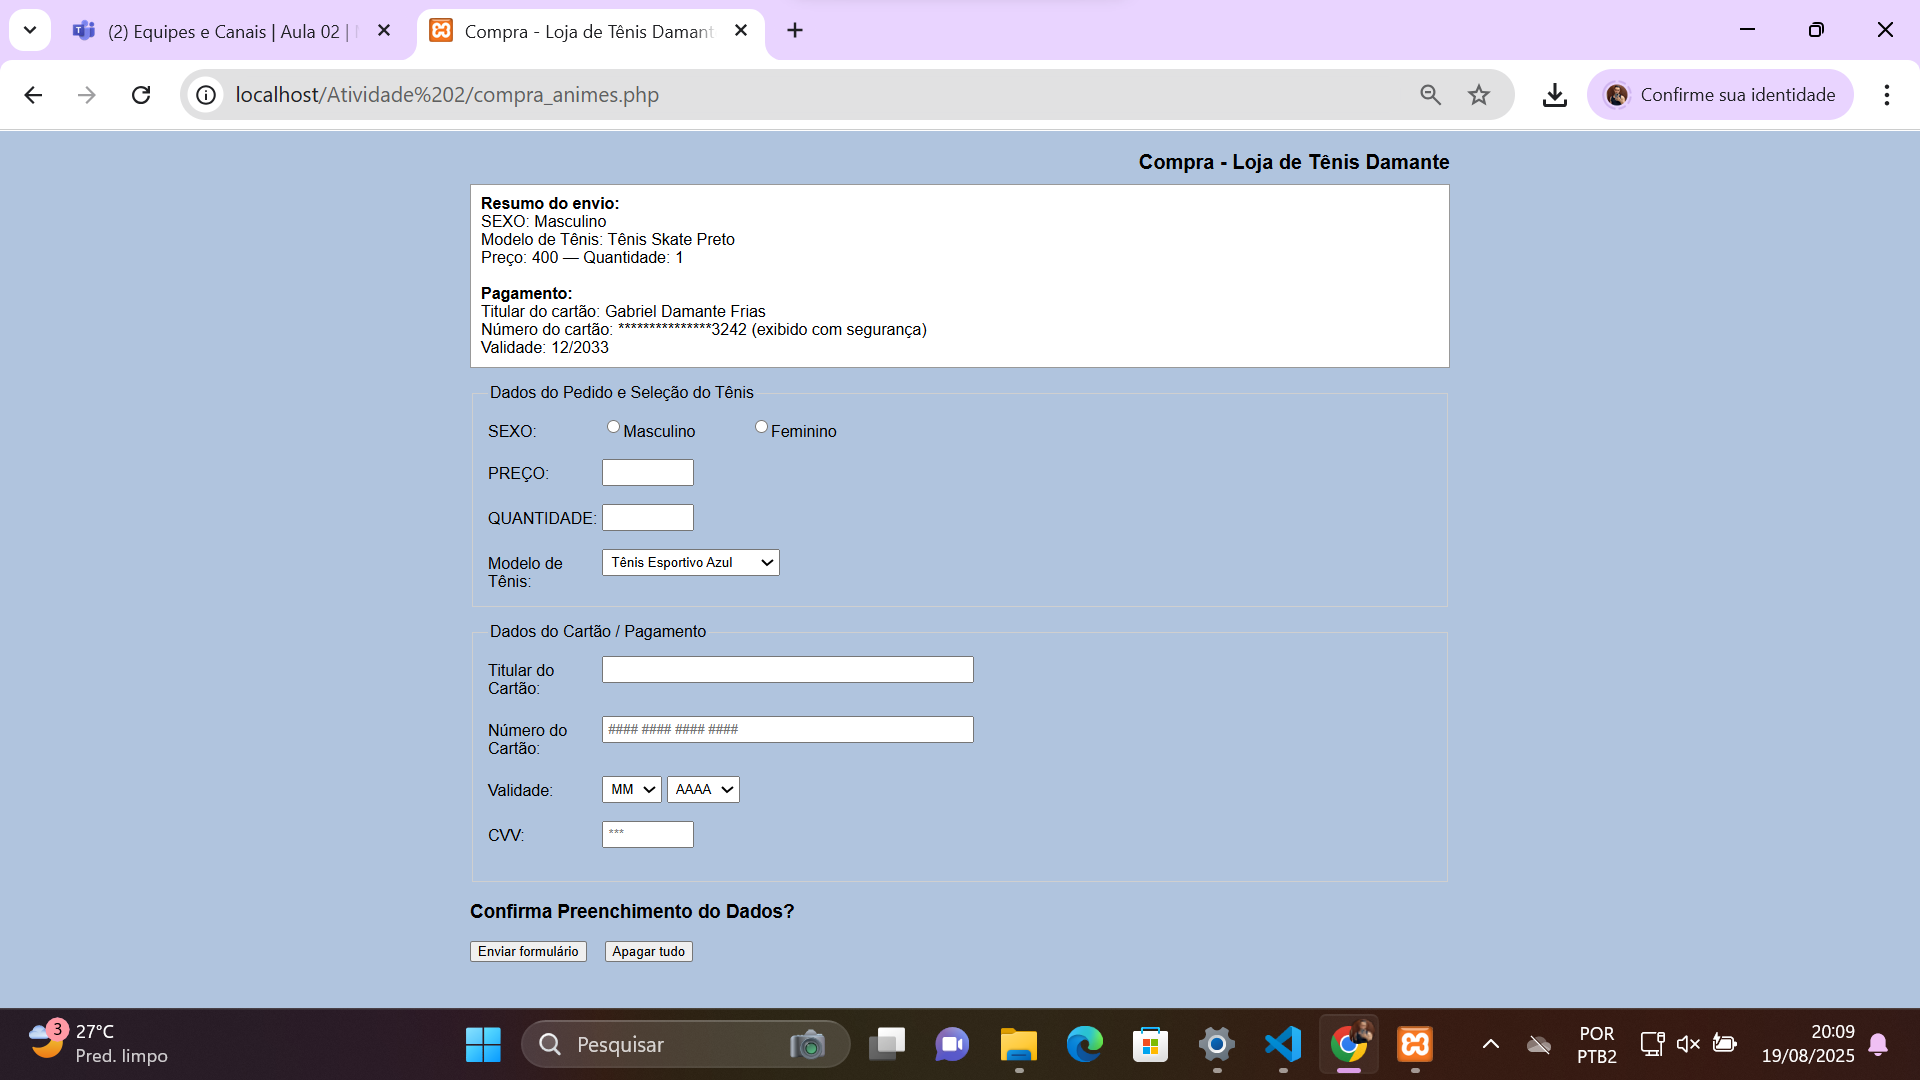 (2) Equipes e Canais | Aula 02 |
Compra - Loja de Tênis Damant
localhost/Atividade%202/compra_animes.php
Confirme sua identidade
Compra - Loja de Tênis Damante
Resumo do envio:
SEXO: Masculino
Modelo de Tênis: Tênis Skate Preto
Preço: 400 — Quantidade: 1
Pagamento:
Titular do cartão: Gabriel Damante Frias
Número do cartão: ***************3242 (exibido com segurança)
Validade: 12/2033
Dados do Pedido e Seleção do Tênis
SEXO: Masculino Feminino
PREÇO:
QUANTIDADE:
Modelo de Tênis Esportivo Azul
Tênis:
Dados do Cartão / Pagamento
Titular do
Cartão:
Número do #### #### #### ####
Cartão:
Validade: MM AAAA
CVV: ***
Confirma Preenchimento do Dados?
Enviar formulário Apagar tudo
3
27°C
Pred. limpo
Pesquisar
POR
PTB2
20:09
19/08/2025